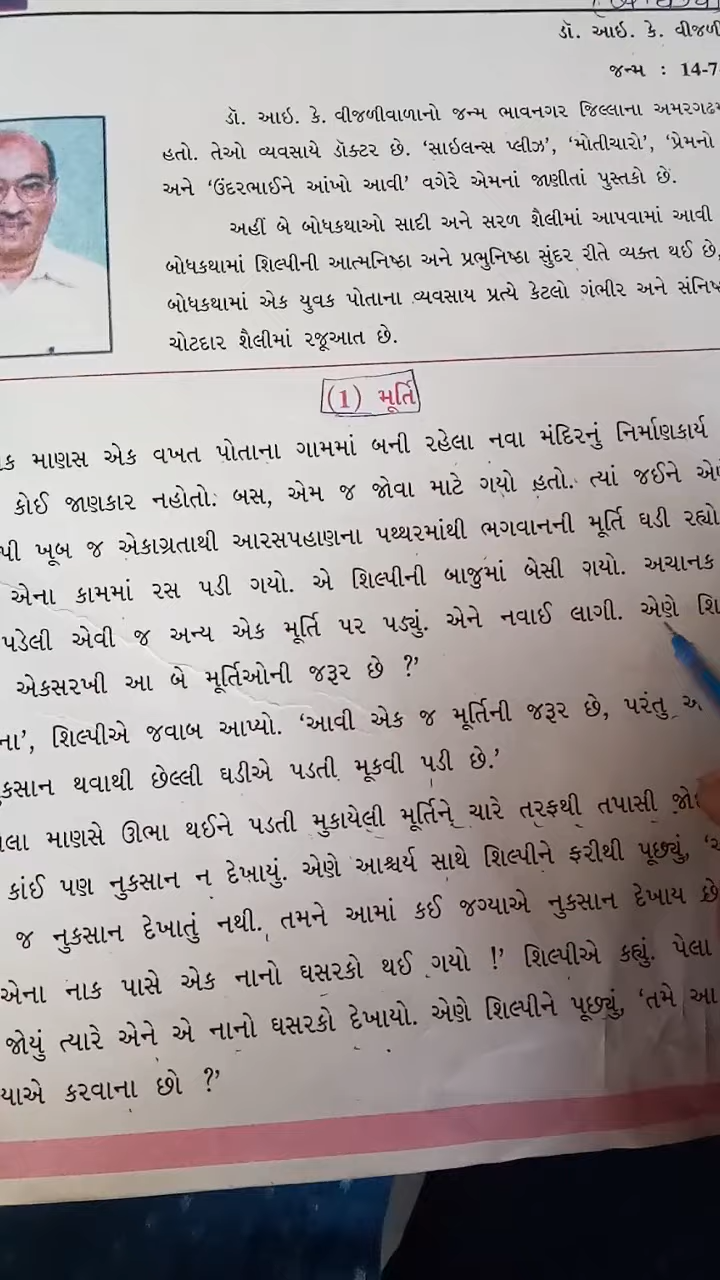 ડૉ. આઇ. કે. વીજળી
જન્મ : 14-7
ડૉ. આઇ. કે. વીજળીવાળાનો જન્મ ભાવનગર જિલ્લાના અમરગઢ
હતો. તેઓ વ્યવસાયે ડૉક્ટર છે. ‘સાઇલન્સ પ્લીઝ’, ‘મોતીચારો’, ‘પ્રેમનો
અને ‘ઉંદરભાઈને આંખો આવી’ વગેરે એમનાં જાણીતાં પુસ્તકો છે.
અહીં બે બોધકથાઓ સાદી અને સરળ શૈલીમાં આપવામાં આવી
બોધકથામાં શિલ્પીની આત્મનિષ્ઠા અને પ્રભુનિષ્ઠા સુંદર રીતે વ્યક્ત થઈ છે,
બોધકથામાં એક યુવક પોતાના વ્યવસાય પ્રત્યે કેટલો ગંભીર અને સંનિષ્
ચોટદાર શૈલીમાં રજૂઆત છે.
(1) મૂર્તિ
ક માણસ એક વખત પોતાના ગામમાં બની રહેલા નવા મંદિરનું નિર્માણકાર્ય
કોઈ જાણકાર નહોતો. બસ, એમ જ જોવા માટે ગયો હતો. ત્યાં જઈને એ
પી ખૂબ જ એકાગ્રતાથી આરસપહાણના પથ્થરમાંથી ભગવાનની મૂર્તિ ઘડી રહ્યો
એના કામમાં રસ પડી ગયો. એ શિલ્પીની બાજુમાં બેસી ગયો. અચાનક
પડેલી એવી જ અન્ય એક મૂર્તિ પર પડ્યું. એને નવાઈ લાગી. એણે શિ
એકસરખી આ બે મૂર્તિઓની જરૂર છે ?’
ના’, શિલ્પીએ જવાબ આપ્યો. ‘આવી એક જ મૂર્તિની જરૂર છે, પરંતુ આ
કસાન થવાથી છેલ્લી ઘડીએ પડતી મૂકવી પડી છે.’
લા માણસે ઊભા થઈને પડતી મુકાયેલી મૂર્તિને ચારે તરફથી તપાસી જોઈ
કાંઈ પણ નુકસાન ન દેખાયું. એણે આશ્ચર્ય સાથે શિલ્પીને ફરીથી પૂછ્યું,
જ નુકસાન દેખાતું નથી. તમને આમાં કઈ જગ્યાએ નુકસાન દેખાય છે
એના નાક પાસે એક નાનો ઘસરકો થઈ ગયો !’ શિલ્પીએ કહ્યું. પેલા
જોયું ત્યારે એને એ નાનો ઘસરકો દેખાયો. એણે શિલ્પીને પૂછ્યું, ‘તમે આ
યાએ કરવાના છો ?’